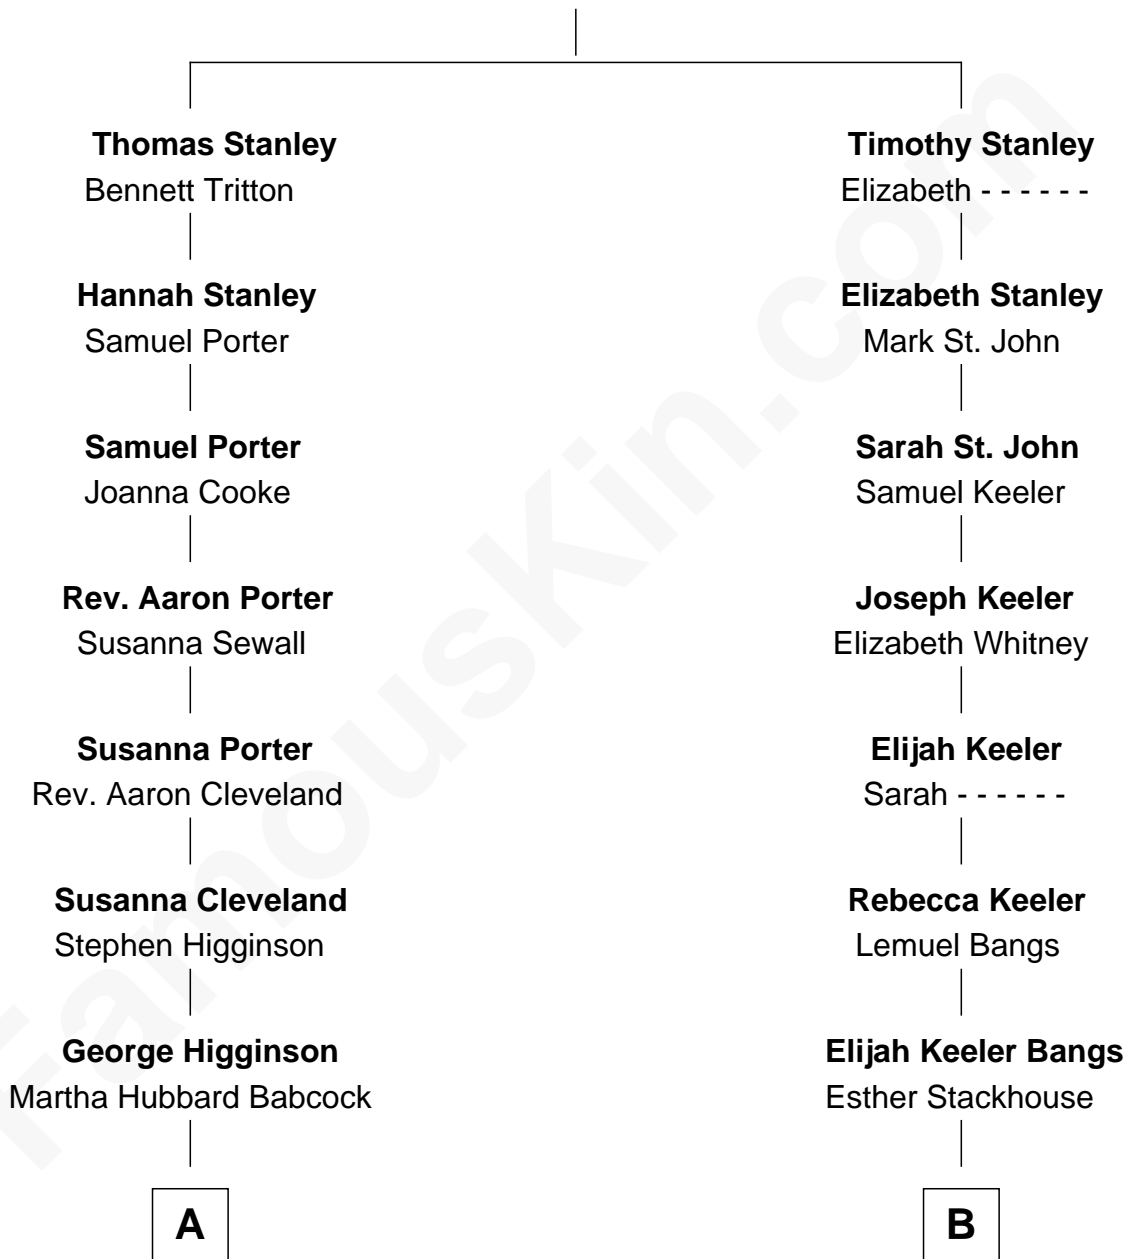 Thomas Stanley
Bennett Tritton
Timothy Stanley
Elizabeth - - - - - -
Hannah Stanley
Samuel Porter
Elizabeth Stanley
Mark St. John
Samuel Porter
Joanna Cooke
Sarah St. John
Samuel Keeler
Rev. Aaron Porter
Susanna Sewall
Joseph Keeler
Elizabeth Whitney
Susanna Porter
Rev. Aaron Cleveland
Elijah Keeler
Sarah - - - - - -
Susanna Cleveland
Stephen Higginson
Rebecca Keeler
Lemuel Bangs
George Higginson
Martha Hubbard Babcock
Elijah Keeler Bangs
Esther Stackhouse
A
B
FamousKin.com